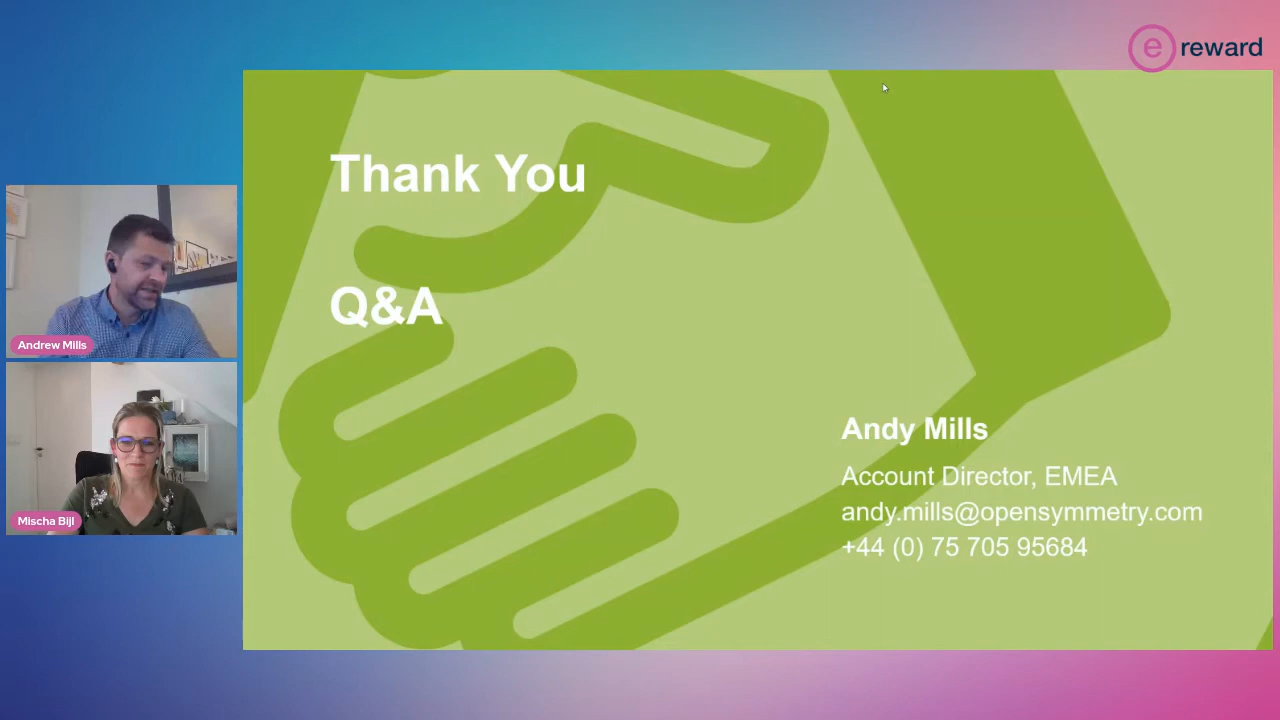 e reward
Thank You
Q&A
Andrew Mills
Mischa Bijl
Andy Mills
Account Director, EMEA
andy.mills@opensymmetry.com
+44 (0) 75 705 95684